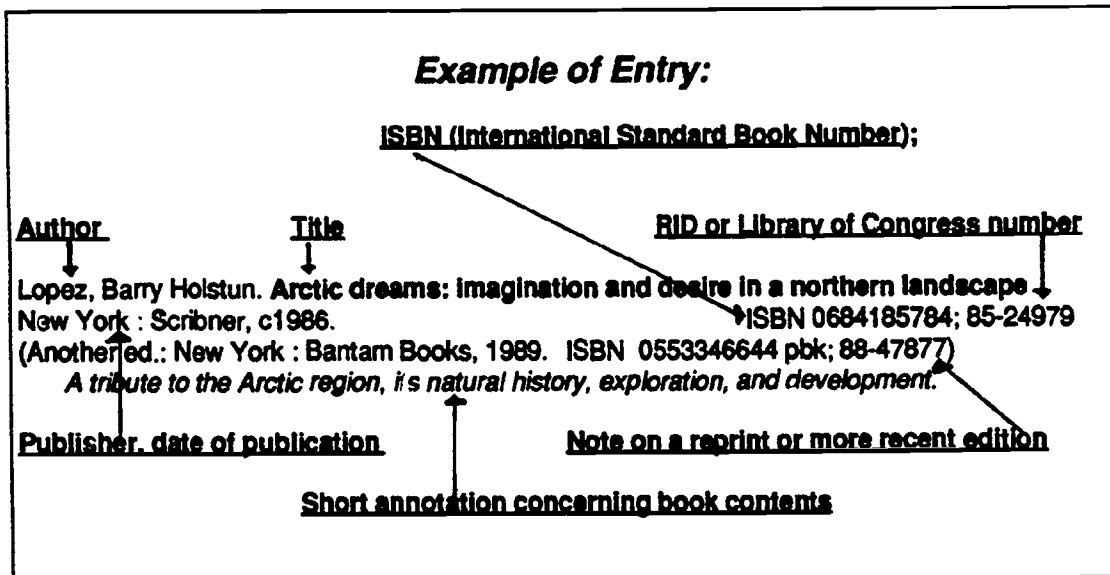 Example of Entry:
ISBN (International Standard Book Number);
Author Title RID or Library of Congress number
Lopez, Barry Holstun. Arctic dreams: imagination and desire in a northern landscape
New York : Scribner, c1986. ISBN 0684185784; 85-24979
(Another ed.: New York : Bantam Books, 1989. ISBN 0553346644 pbk; 88-47877)
A tribute to the Arctic region, its natural history, exploration, and development.
Publisher, date of publication Note on a reprint or more recent edition
Short annotation concerning book contents